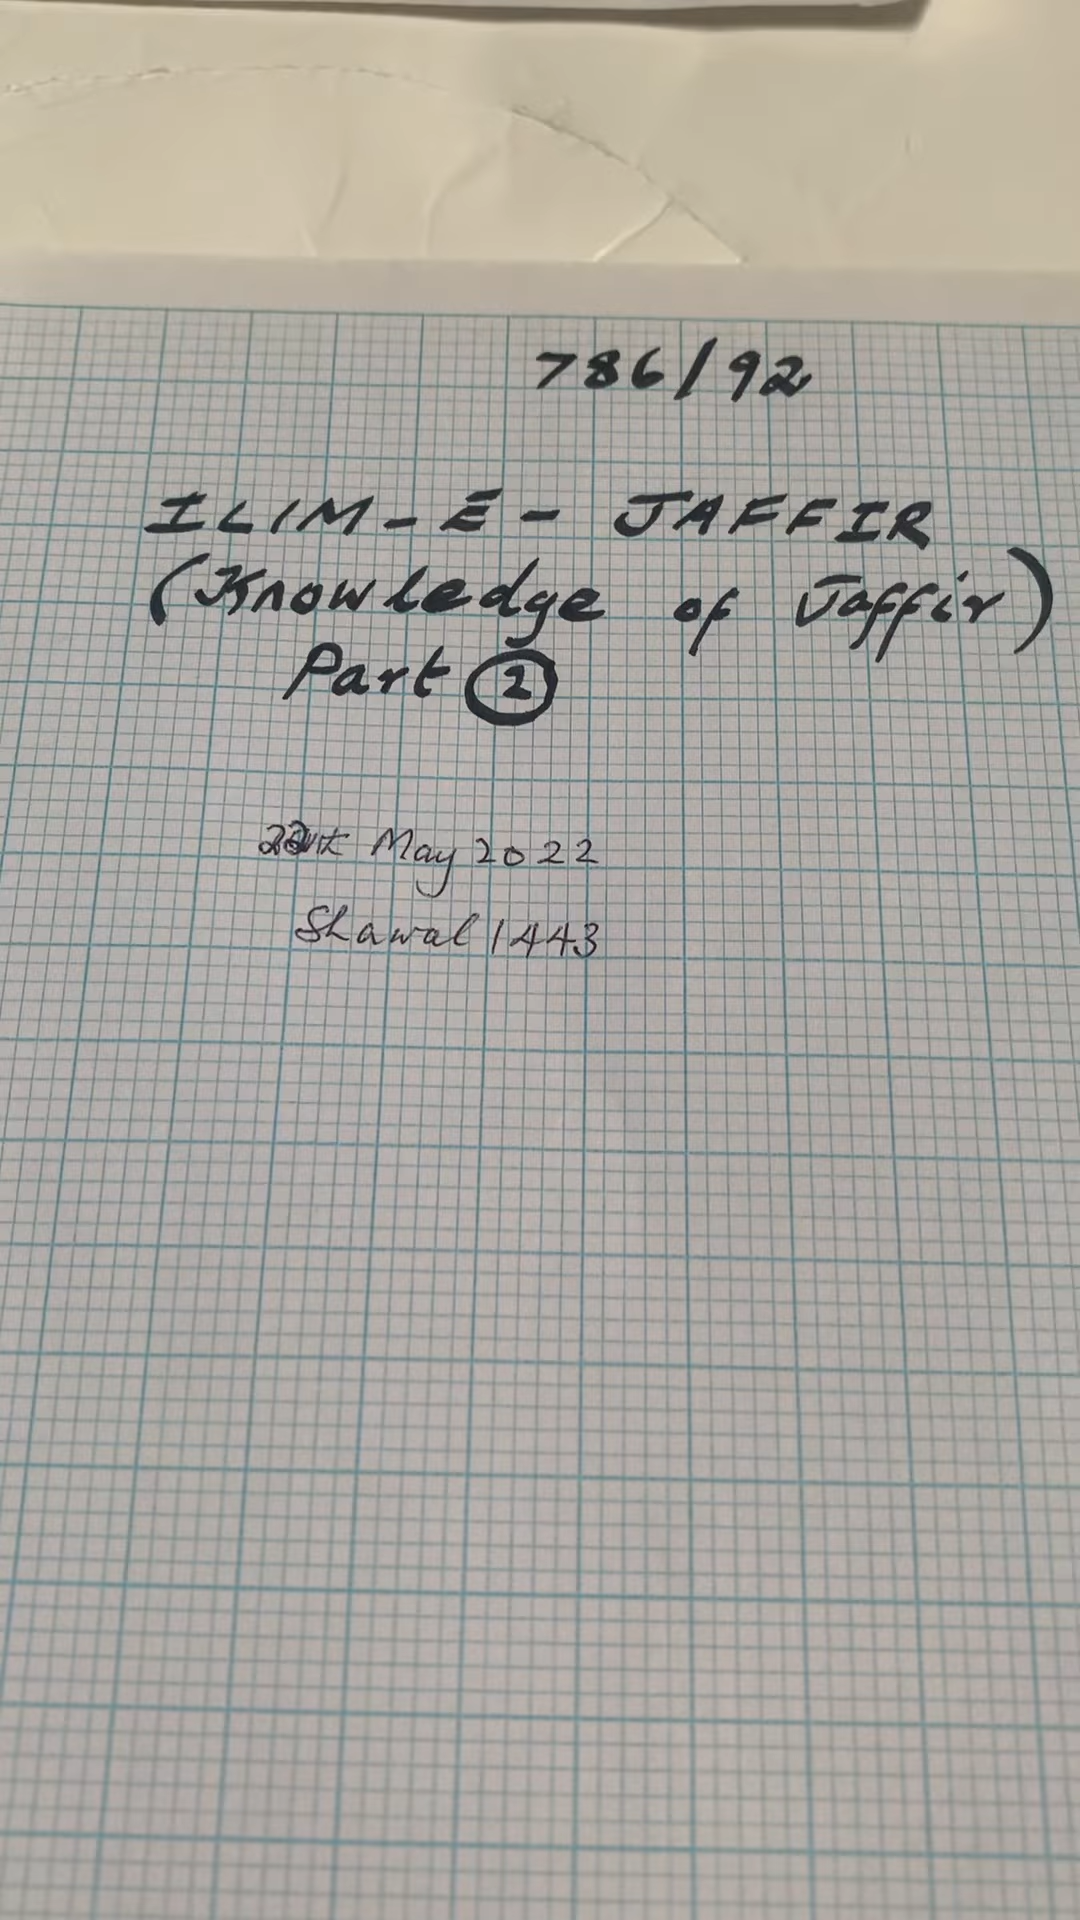 786/92
ILIM-E-JAFFIR
(Knowledge of Jaffir)
Part 2
May 2022
Shawal 1443